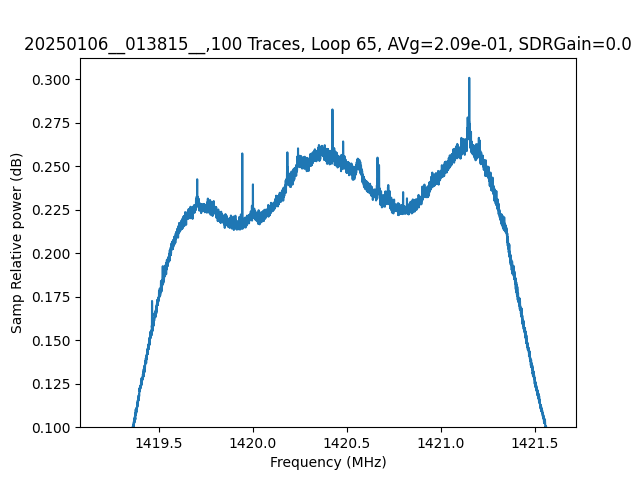 20250106__013815__,100 Traces, Loop 65, AVg=2.09e-01, SDRGain=0.0
Samp Relative power (dB)
0.300
0.275
0.250
0.225
0.200
0.175
0.150
0.125
0.100
1419.5 1420.0 1420.5 1421.0 1421.5
Frequency (MHz)